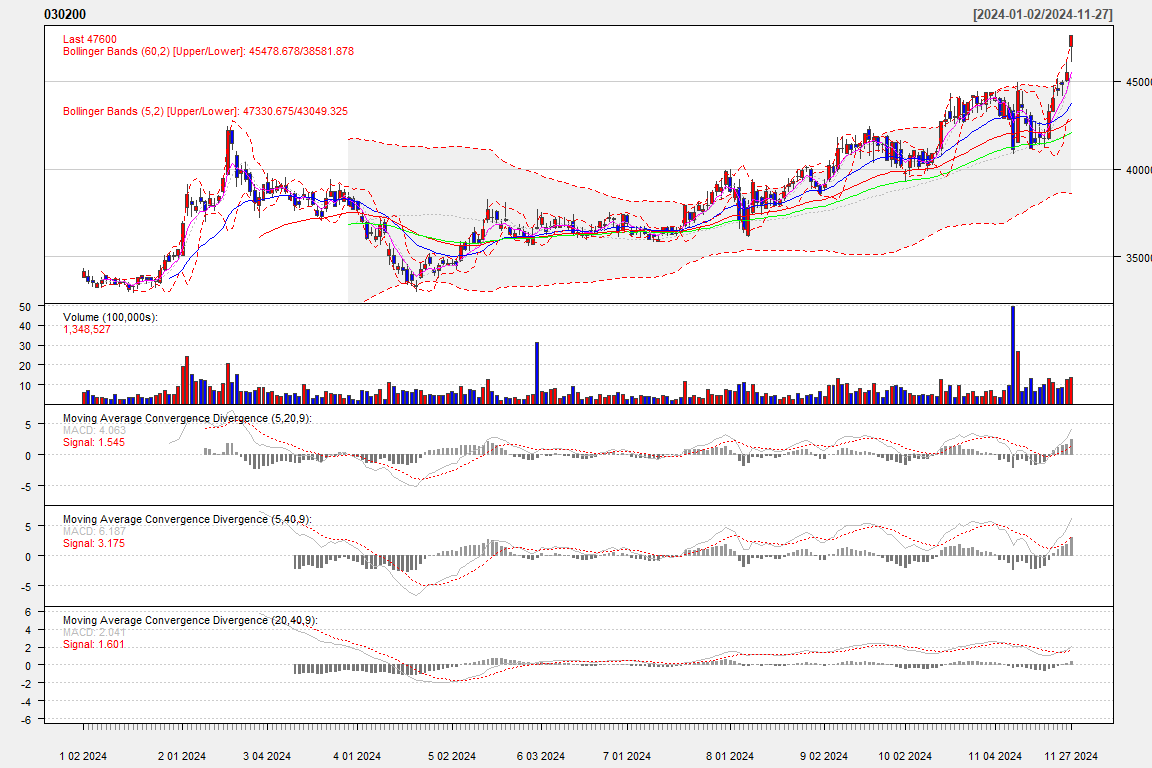 030200 [2024-01-02/2024-11-27]
Last 47600
Bollinger Bands (60,2) [Upper/Lower]: 45478.678/38581.878
Bollinger Bands (5,2) [Upper/Lower]: 47330.675/43049.325
45000
40000
35000
Volume (100,000s):
1,348,527
50
40
30
20
10
Moving Average Convergence Divergence (5,20,9):
MACD: 4.063
Signal: 1.545
5
0
-5
Moving Average Convergence Divergence (5,40,9):
MACD: 6.187
Signal: 3.175
5
0
-5
Moving Average Convergence Divergence (20,40,9):
MACD: 2.041
Signal: 1.601
6
4
2
0
-2
-4
-6
1 02 2024 2 01 2024 3 04 2024 4 01 2024 5 02 2024 6 03 2024 7 01 2024 8 01 2024 9 02 2024 10 02 2024 11 04 2024 11 27 2024